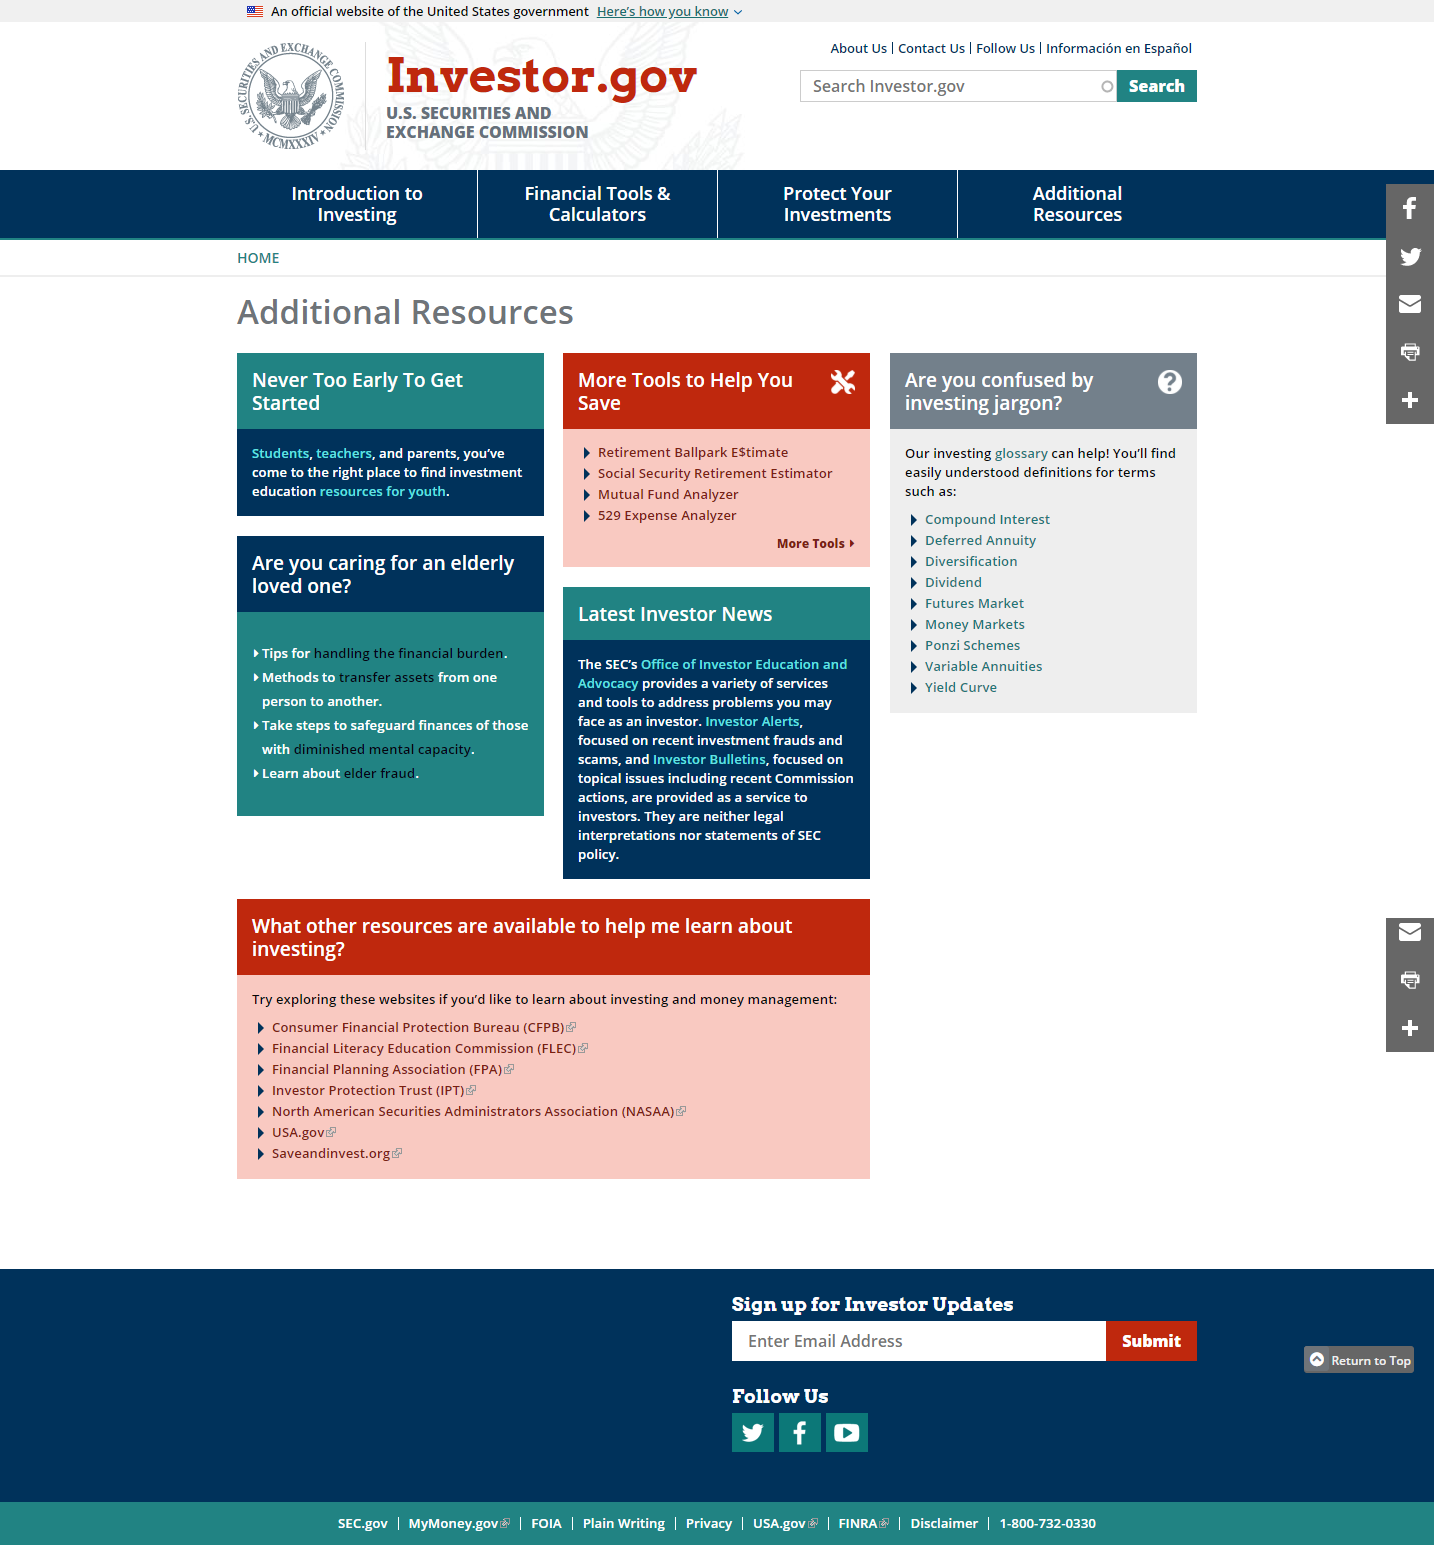 An official website of the United States government Here's how you know
About Us | Contact Us | Follow Us | Información en Español
U.S. SECURITIES AND EXCHANGE COMMISSION
MCMXXXIV
Investor.gov
U.S. SECURITIES AND
EXCHANGE COMMISSION
Search Investor.gov
Search
Introduction to
Investing
Financial Tools &
Calculators
Protect Your
Investments
Additional
Resources
HOME
Additional Resources
Never Too Early To Get
Started
Students, teachers, and parents, you've
come to the right place to find investment
education resources for youth.
Are you caring for an elderly
loved one?
Tips for handling the financial burden.
Methods to transfer assets from one
person to another.
Take steps to safeguard finances of those
with diminished mental capacity.
Learn about elder fraud.
More Tools to Help You
Save
Retirement Ballpark E$timate
Social Security Retirement Estimator
Mutual Fund Analyzer
529 Expense Analyzer
More Tools
Latest Investor News
The SEC's Office of Investor Education and
Advocacy provides a variety of services
and tools to address problems you may
face as an investor. Investor Alerts,
focused on recent investment frauds and
scams, and Investor Bulletins, focused on
topical issues including recent Commission
actions, are provided as a service to
investors. They are neither legal
interpretations nor statements of SEC
policy.
Are you confused by
investing jargon?
Our investing glossary can help! You'll find
easily understood definitions for terms
such as:
Compound Interest
Deferred Annuity
Diversification
Dividend
Futures Market
Money Markets
Ponzi Schemes
Variable Annuities
Yield Curve
What other resources are available to help me learn about
investing?
Try exploring these websites if you'd like to learn about investing and money management:
Consumer Financial Protection Bureau (CFPB)
Financial Literacy Education Commission (FLEC)
Financial Planning Association (FPA)
Investor Protection Trust (IPT)
North American Securities Administrators Association (NASAA)
USA.gov
Saveandinvest.org
Sign up for Investor Updates
Enter Email Address
Submit
Return to Top
Follow Us
SEC.gov | MyMoney.gov | FOIA | Plain Writing | Privacy | USA.gov | FINRA | Disclaimer | 1-800-732-0330